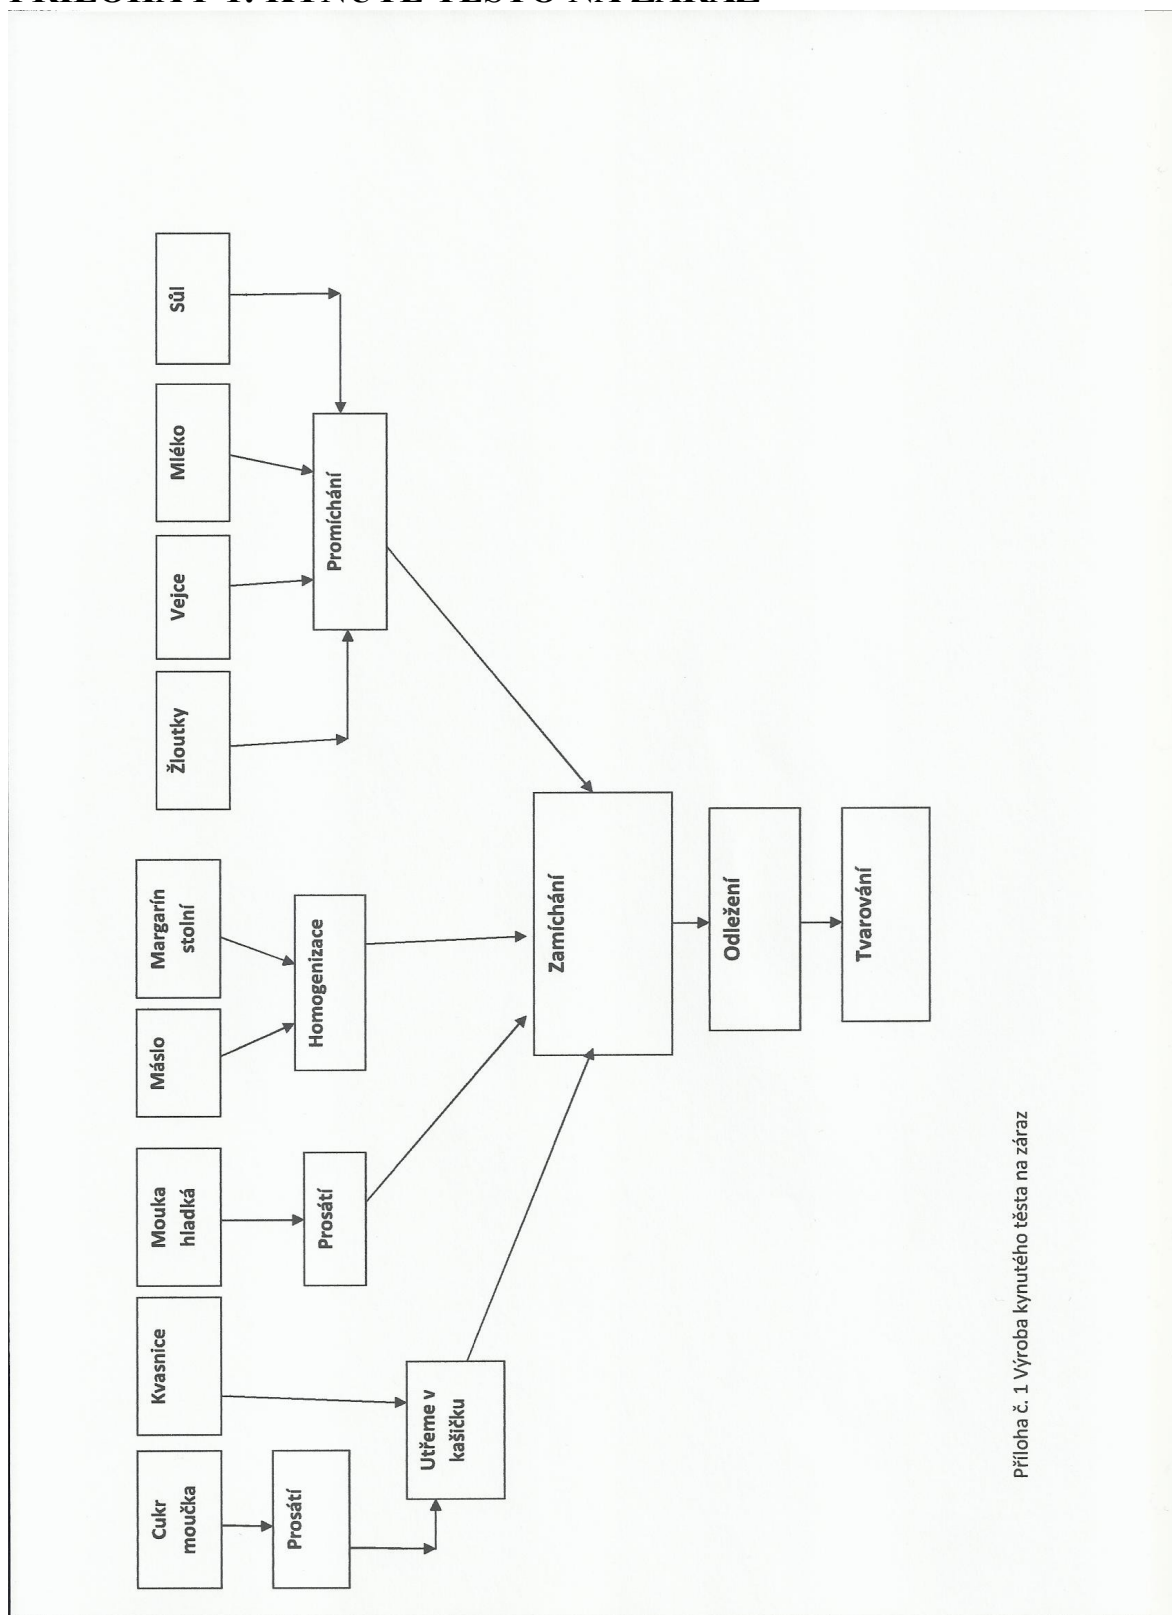 PŘÍLOHA P 1: KYNUTÉ TĚSTO NA ZÁRAZ
Cukr
moučka
Kvasnice
Mouka
hladká
Máslo
Margarín
stolní
Žloutky
Vejce
Mléko
Sůl
Prosátí
Prosátí
Homogenizace
Promíchání
Utřeme v
kašičku
Zamíchání
Odležení
Tvarování
Příloha č. 1 Výroba kynutého těsta na záraz